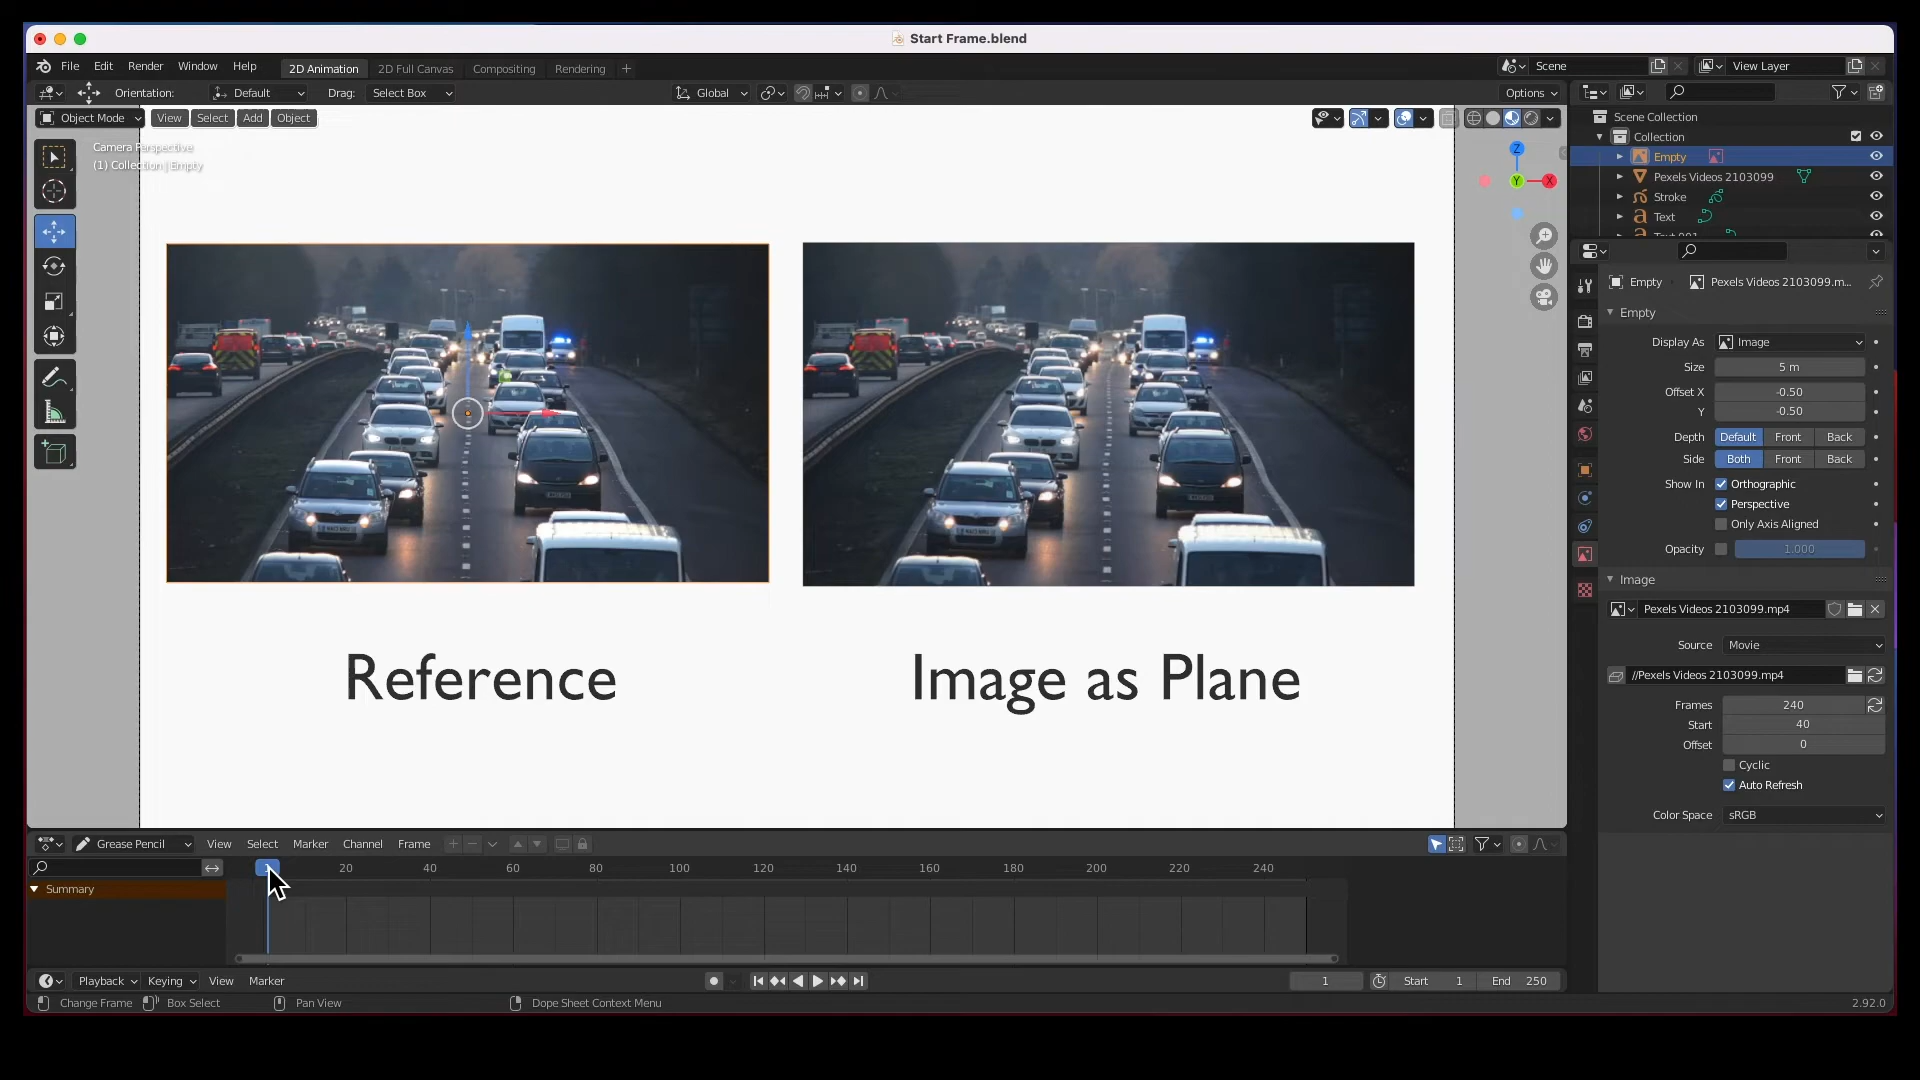 Start Frame.blend
File Edit Render Window Help 2D Animation 2D Full Canvas Compositing Rendering + Scene View Layer
Orientation: Default Drag: Select Box Global Options
Object Mode View Select Add Object
Camera Perspective
(1) Collection | Empty
Z
Y X
Scene Collection
Collection
Empty
Pexels Videos 2103099
Stroke
Text
Text.001
Empty Pexels Videos 2103099.m...
Empty
Display As Image
Size 5 m
Offset X -0.50
Y -0.50
Depth Default Front Back
Side Both Front Back
Show In Orthographic
Perspective
Only Axis Aligned
Opacity 1.000
Image
Pexels Videos 2103099.mp4
Source Movie
//Pexels Videos 2103099.mp4
Frames 240
Start 40
Offset 0
Cyclic
Auto Refresh
Color Space sRGB
Reference
Image as Plane
Grease Pencil View Select Marker Channel Frame
20 40 60 80 100 120 140 160 180 200 220 240
Summary
Playback Keying View Marker 1 Start 1 End 250
Change Frame Box Select Pan View Dope Sheet Context Menu 2.92.0